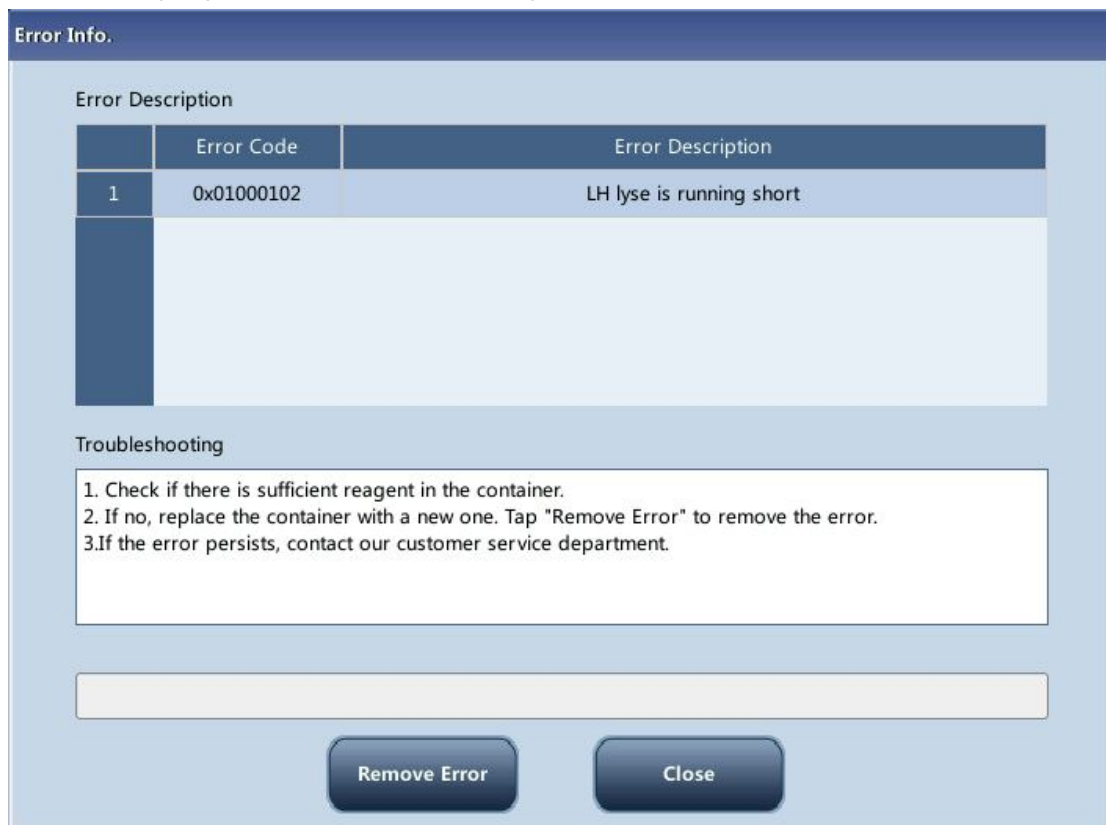 Error Info.
Error Description
Error Code Error Description
1 0x01000102 LH lyse is running short
Troubleshooting
1. Check if there is sufficient reagent in the container.
2. If no, replace the container with a new one. Tap "Remove Error" to remove the error.
3.If the error persists, contact our customer service department.
Remove Error Close